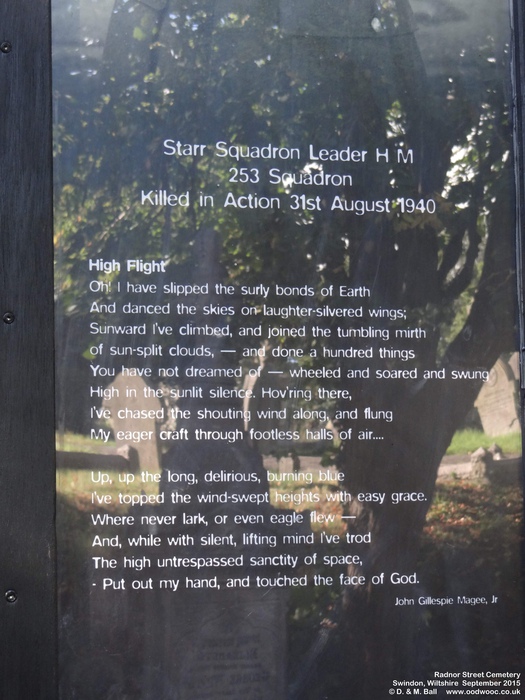 Starr Squadron Leader H M
253 Squadron
Killed in Action 31st August 1940
High Flight
Oh! I have slipped the surly bonds of Earth
And danced the skies on laughter-silvered wings;
Sunward I've climbed, and joined the tumbling mirth
of sun-split clouds, — and done a hundred things
You have not dreamed of — wheeled and soared and swung
High in the sunlit silence. Hov'ring there,
I've chased the shouting wind along, and flung
My eager craft through footless halls of air....
Up, up the long, delirious, burning blue
I've topped the wind-swept heights with easy grace.
Where never lark, or even eagle flew —
And, while with silent, lifting mind I've trod
The high untrespassed sanctity of space,
- Put out my hand, and touched the face of God.
John Gillespie Magee, Jr
Radnor Street Cemetery
Swindon, Wiltshire September 2015
© D. & M. Ball www.oodwooc.co.uk